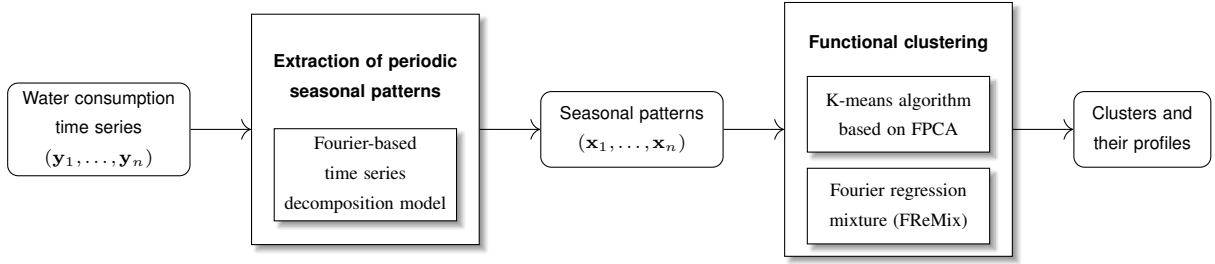 Water consumption
time series
(y₁, . . . , yₙ)
Extraction of periodic
seasonal patterns
Fourier-based
time series
decomposition model
Seasonal patterns
(x₁, . . . , xₙ)
Functional clustering
K-means algorithm
based on FPCA
Fourier regression
mixture (FReMix)
Clusters and
their profiles